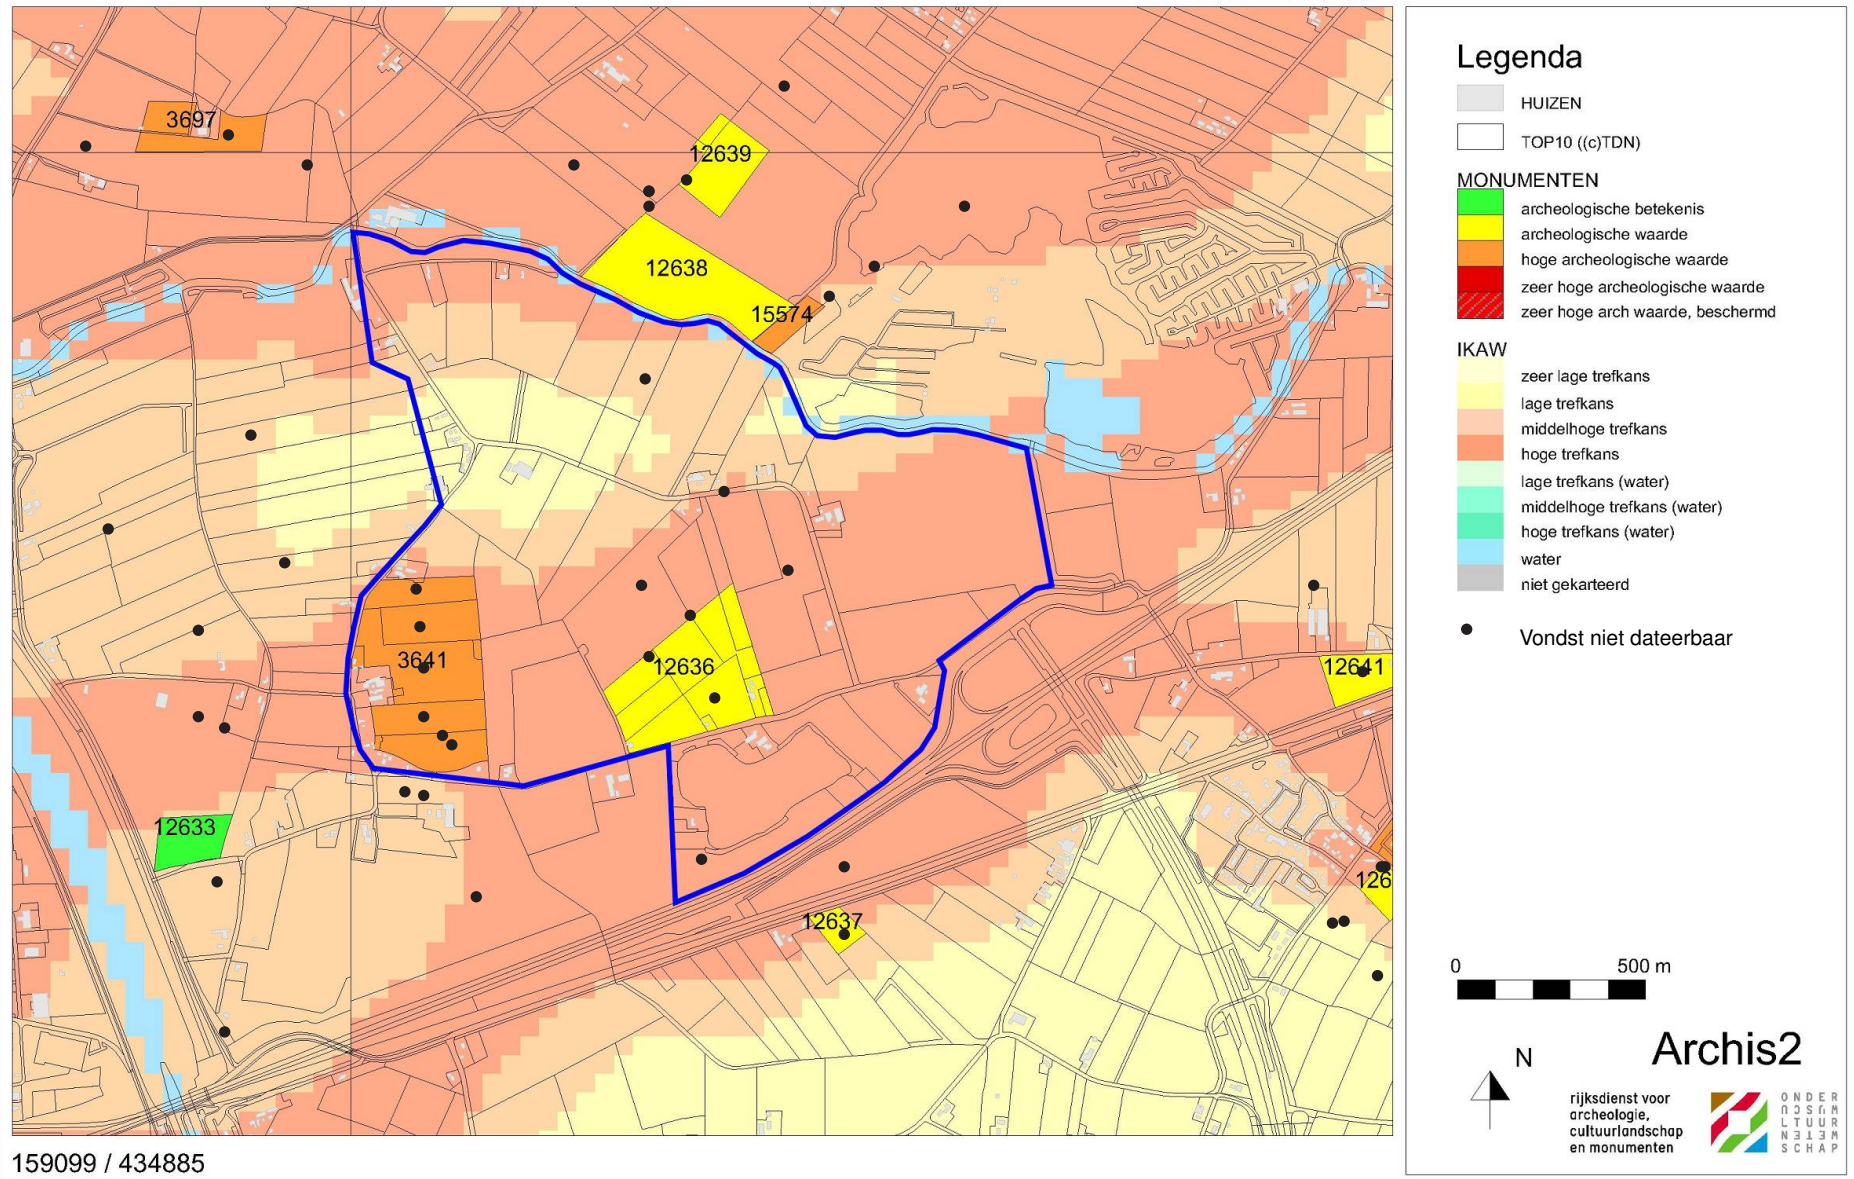 3697
12639
12638
15574
3641
12636
12641
12633
126
12637
159099 / 434885
Legenda
HUIZEN
TOP10 ((c)TDN)
MONUMENTEN
archeologische betekenis
archeologische waarde
hoge archeologische waarde
zeer hoge archeologische waarde
zeer hoge arch waarde, beschermd
IKAW
zeer lage trefkans
lage trefkans
middelhoge trefkans
hoge trefkans
lage trefkans (water)
middelhoge trefkans (water)
hoge trefkans (water)
water
niet gekarteerd
Vondst niet dateerbaar
0 500 m
N
Archis2
rijksdienst voor
archeologie,
cultuurlandschap
en monumenten
ONDER
SCHAP